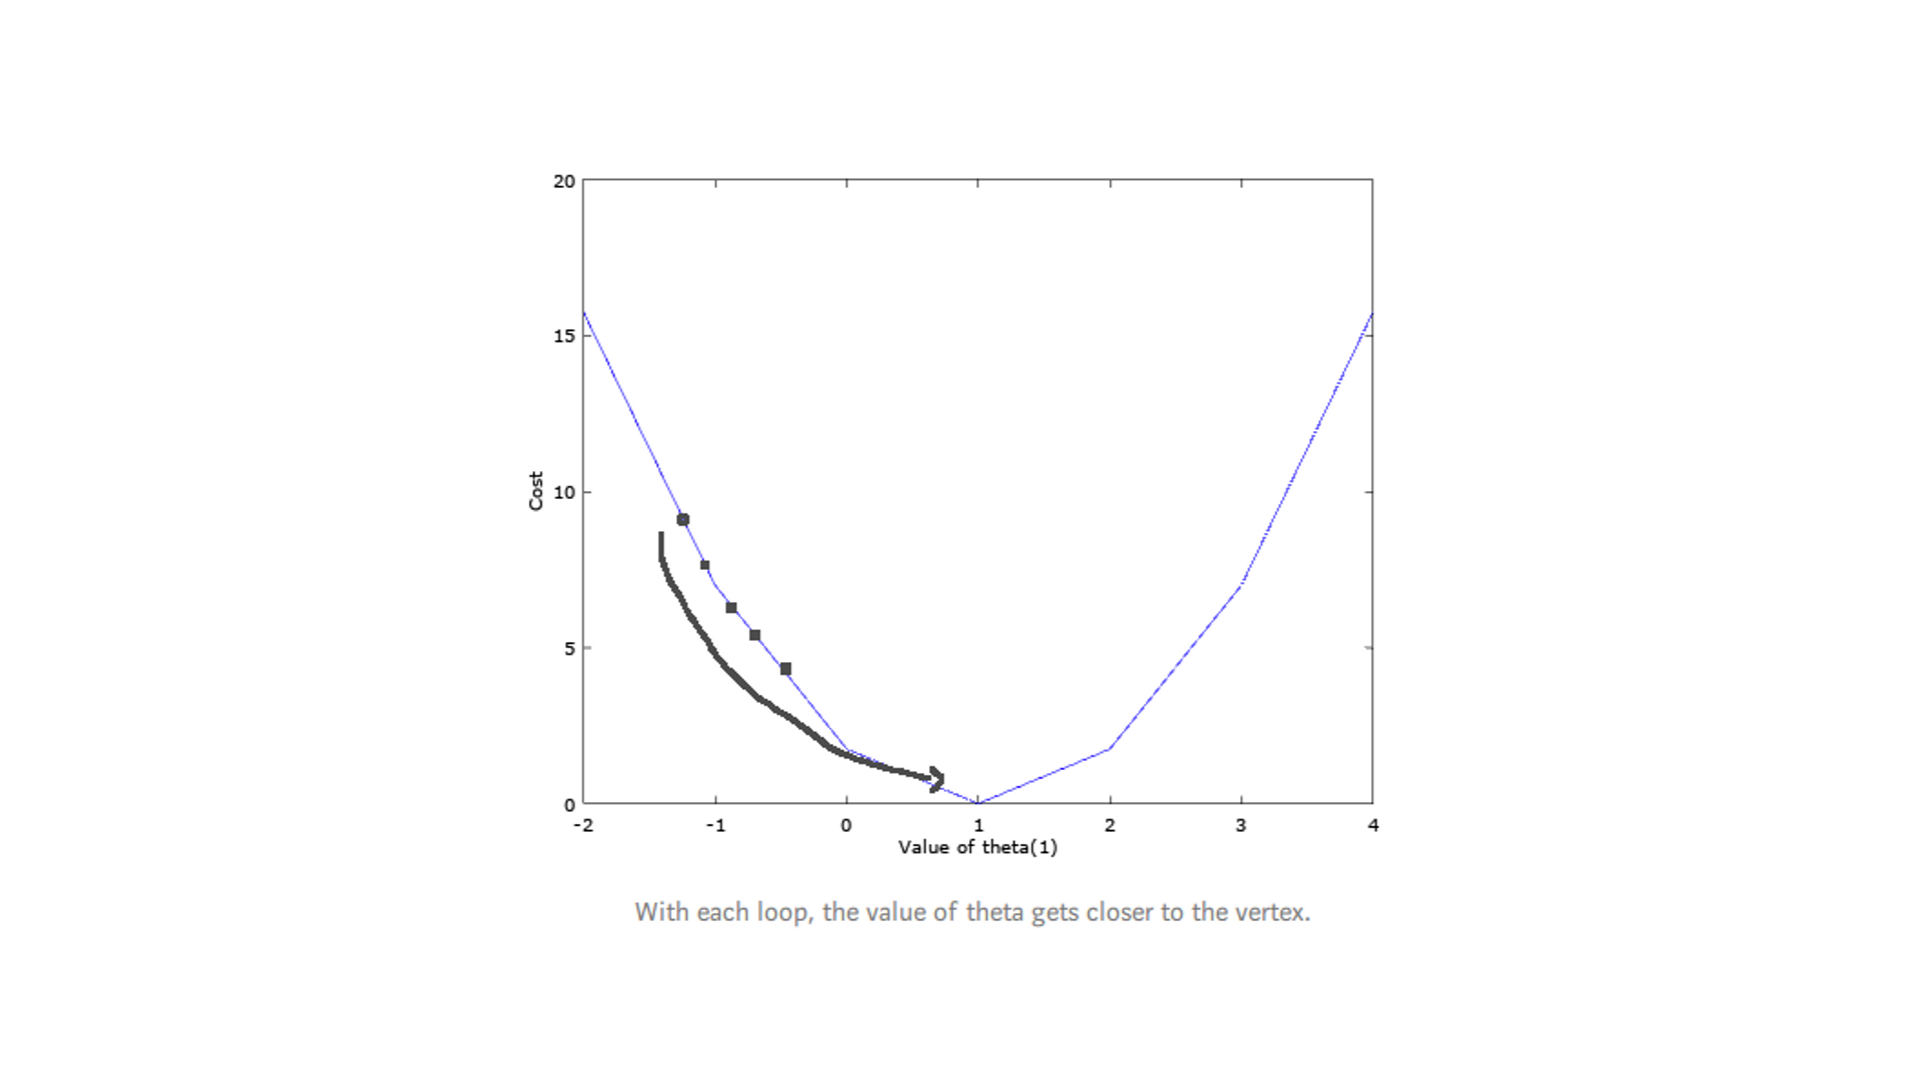 20
15
10
5
0
Cost
-2 -1 0 1 2 3 4
Value of theta(1)
With each loop, the value of theta gets closer to the vertex.